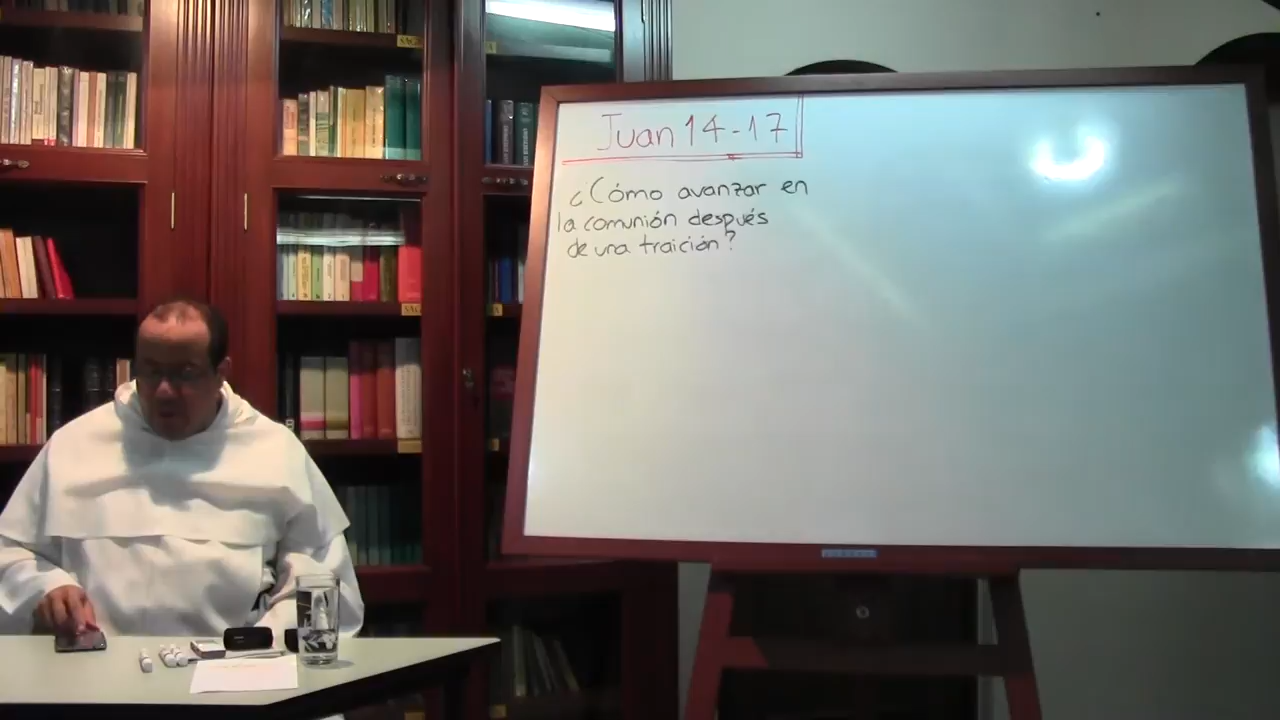 Juan 14-17
¿Cómo avanzar en
la comunión después
de una traición?